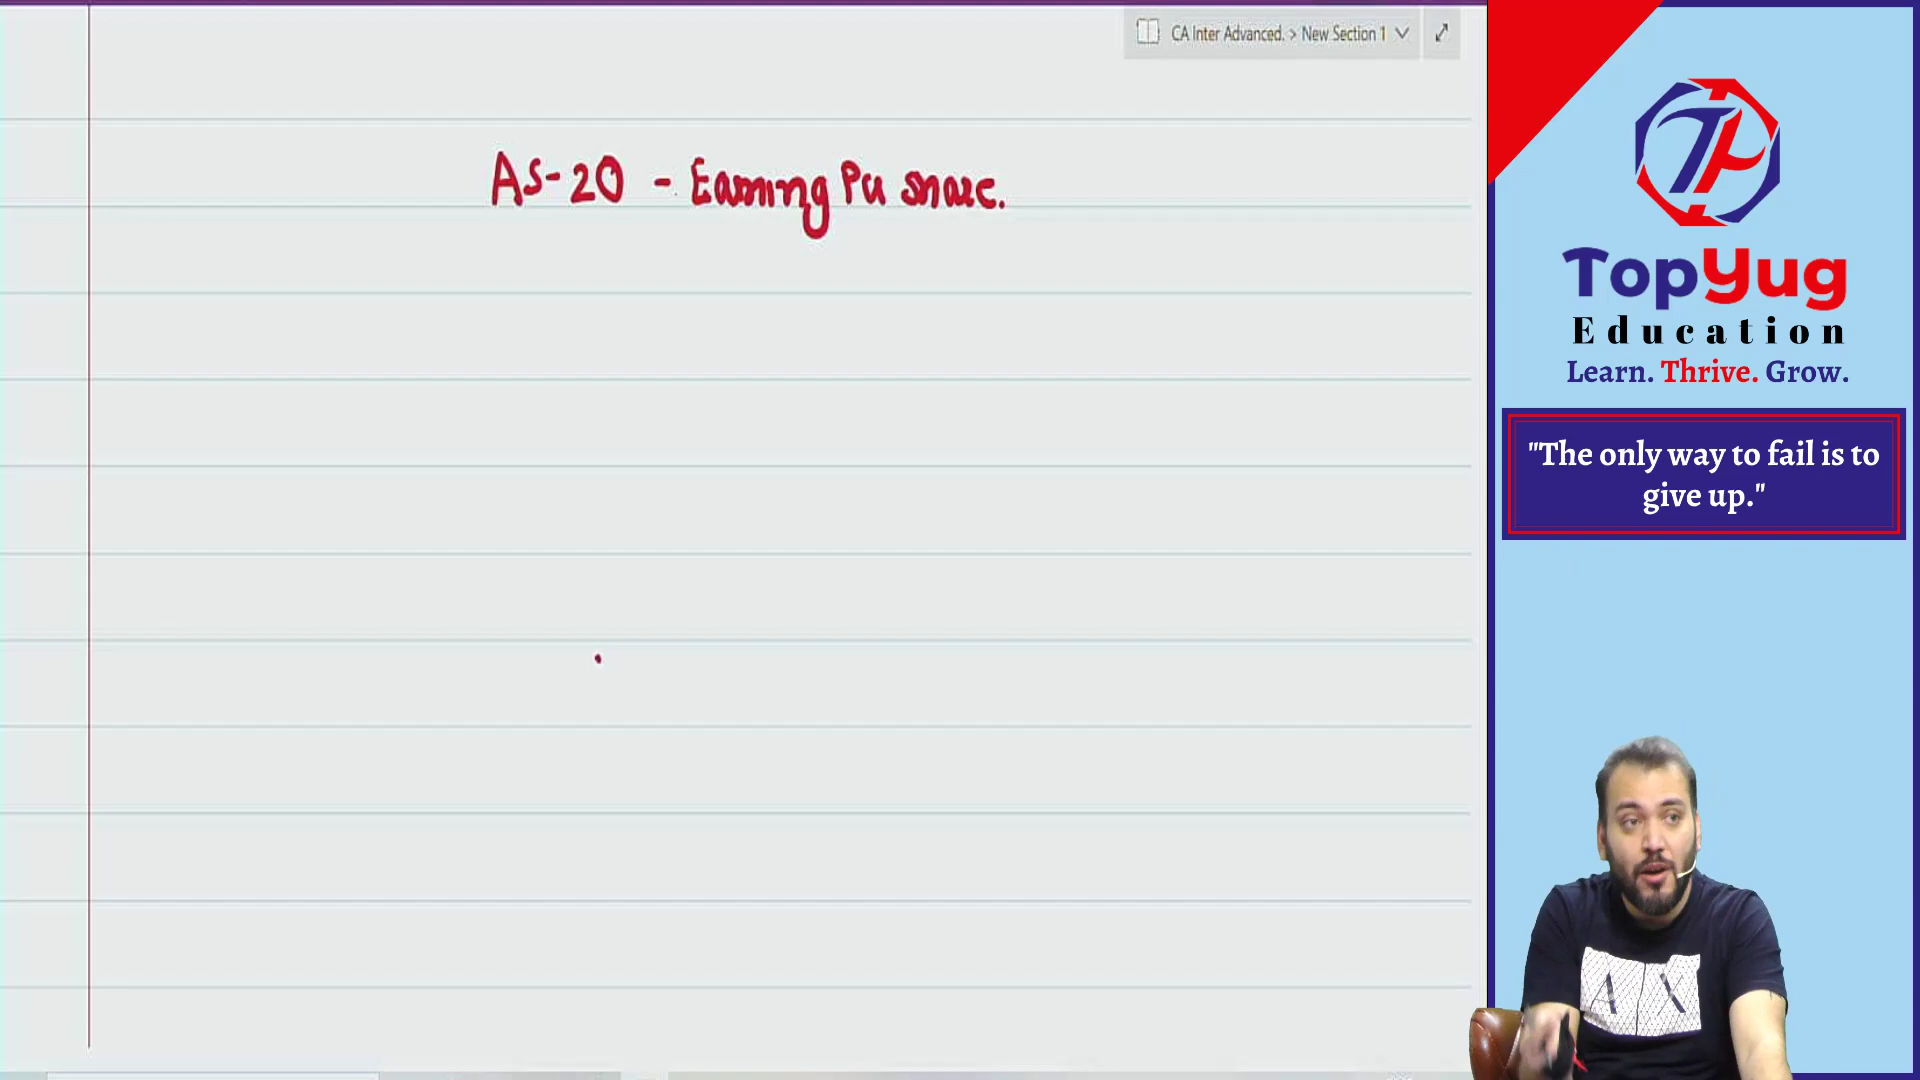 CA Inter Advanced. > New Section 1
AS-20 - Earning Per share.
TopYug
Education
Learn. Thrive. Grow.
"The only way to fail is to
give up."
AX